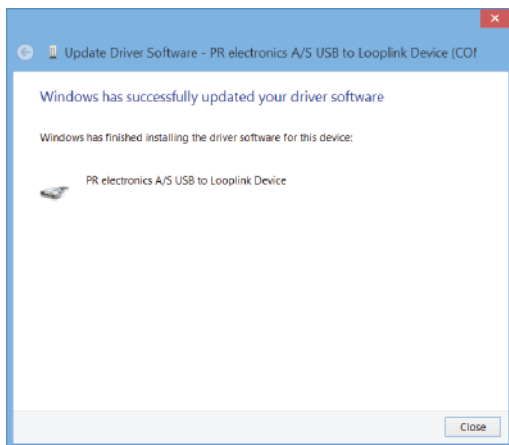 Update Driver Software - PR electronics A/S USB to Looplink Device (COM
Windows has successfully updated your driver software
Windows has finished installing the driver software for this device:
PR electronics A/S USB to Looplink Device
Close